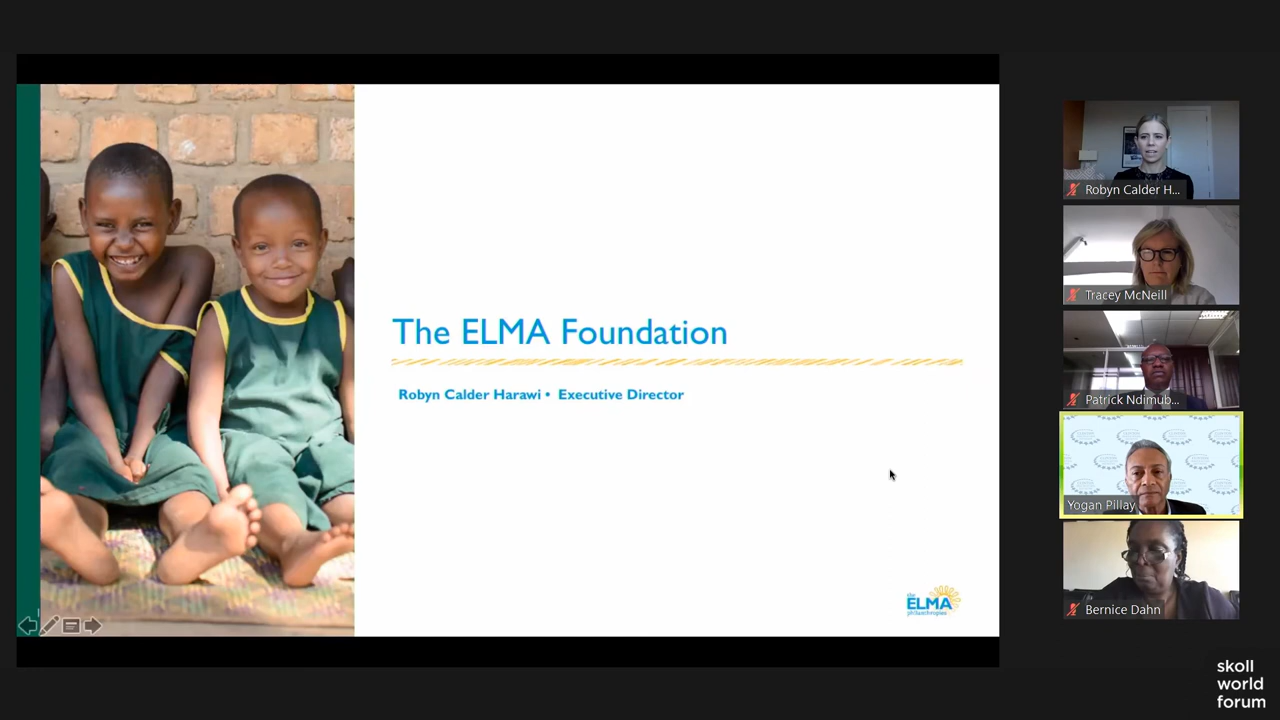 The ELMA Foundation
Robyn Calder Harawi • Executive Director
the
ELMA
philanthropies
Robyn Calder H...
Tracey McNeill
Patrick Ndimub...
Yogan Pillay
Bernice Dahn
skoll
world
forum